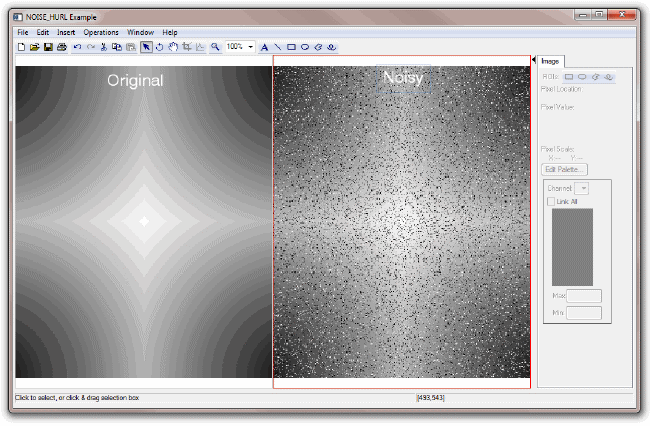 NOISE_HURL Example
File Edit Insert Operations Window Help
100%
Original
Noisy
Image
ROIs:
Pixel Location:
Pixel Value:
Pixel Scale:
X --- Y ---
Edit Palette...
Channel:
Link All
Max:
Min:
Click to select, or click & drag selection box
[493,543]